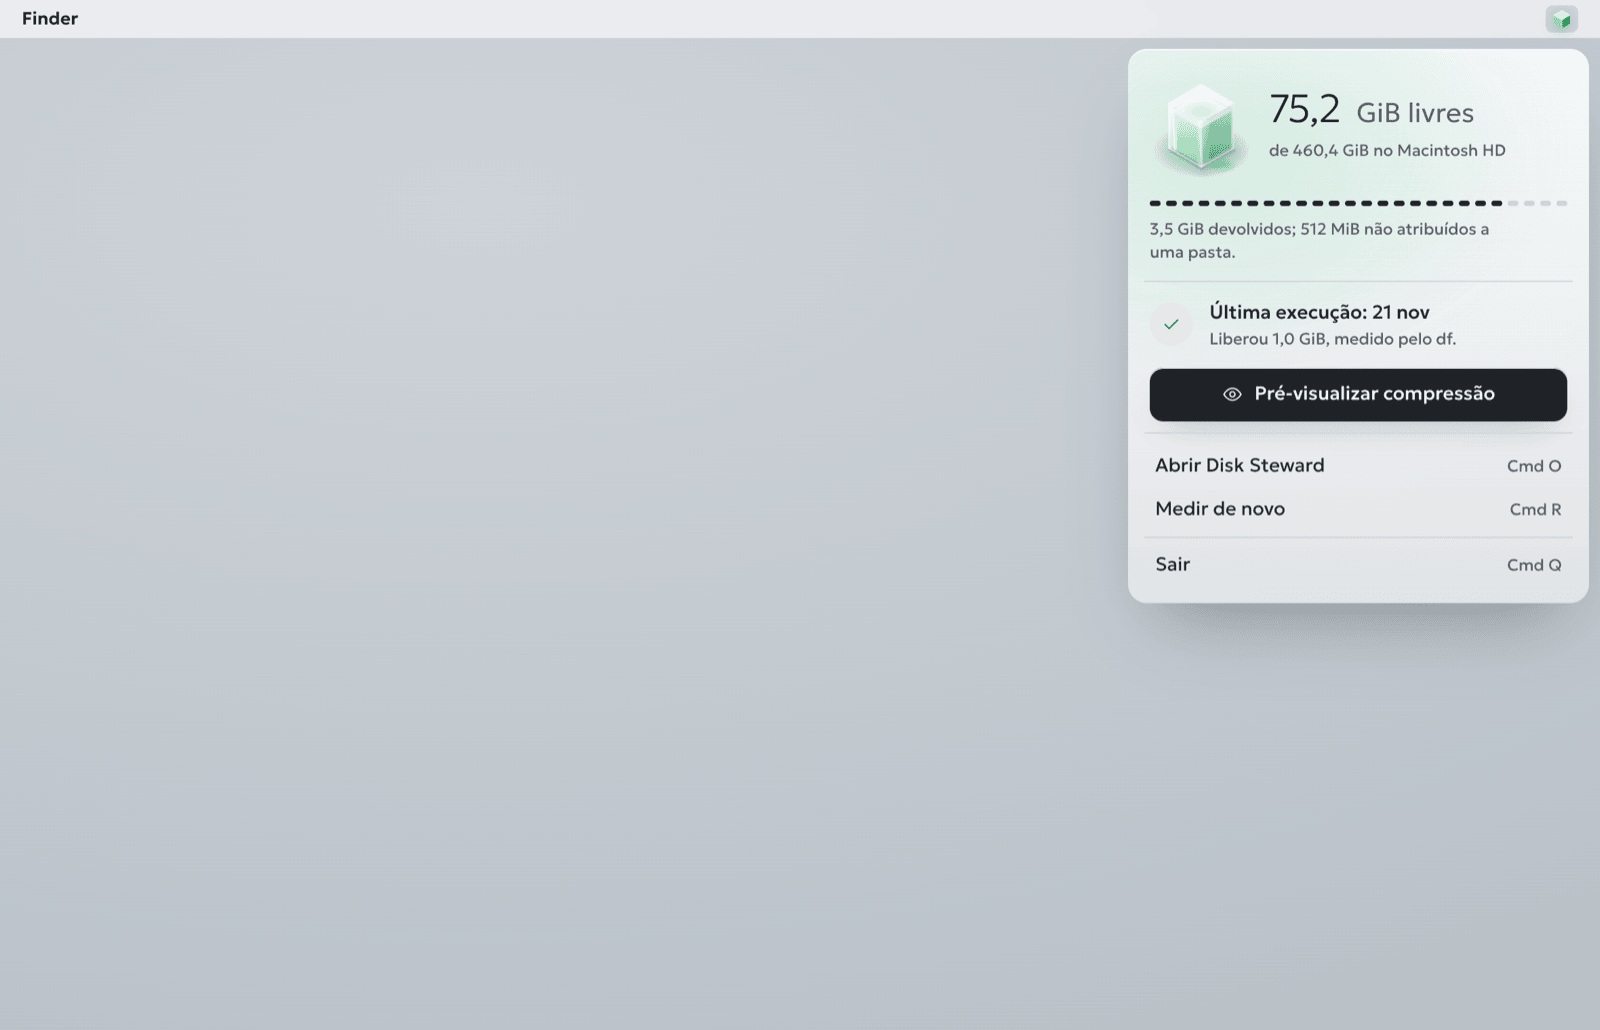 Finder
75,2 GiB livres
de 460,4 GiB no Macintosh HD
3,5 GiB devolvidos; 512 MiB não atribuídos a
uma pasta.
Última execução: 21 nov
Liberou 1,0 GiB, medido pelo df.
Pré-visualizar compressão
Abrir Disk Steward Cmd O
Medir de novo Cmd R
Sair Cmd Q